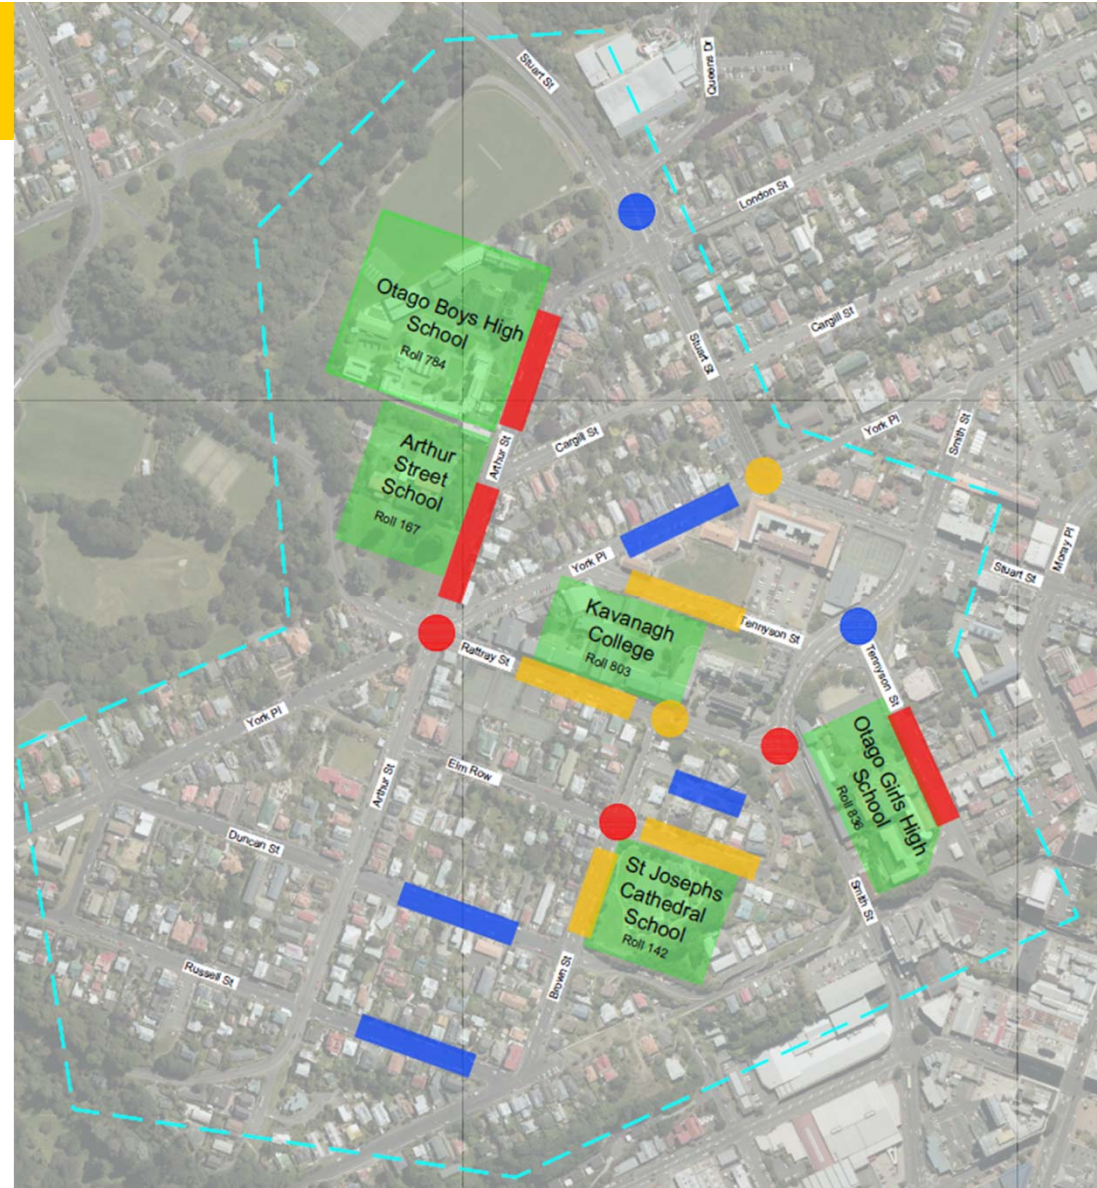 Stuart St
Queens Dr
London St
Otago Boys High
School
Roll 784
Cargill St
Stuart St
York Pl
Smith St
Arthur St
Cargill St
Arthur
Street
School
Roll 167
Moray Pl
Stuart St
York Pl
Kavanagh
College
Roll 803
Tennyson St
Rattray St
Tennyson St
York Pl
Otago Girls High
School
Roll 836
Elm Row
Arthur St
Duncan St
St Josephs
Cathedral
School
Roll 142
Smith St
Brown St
Russell St